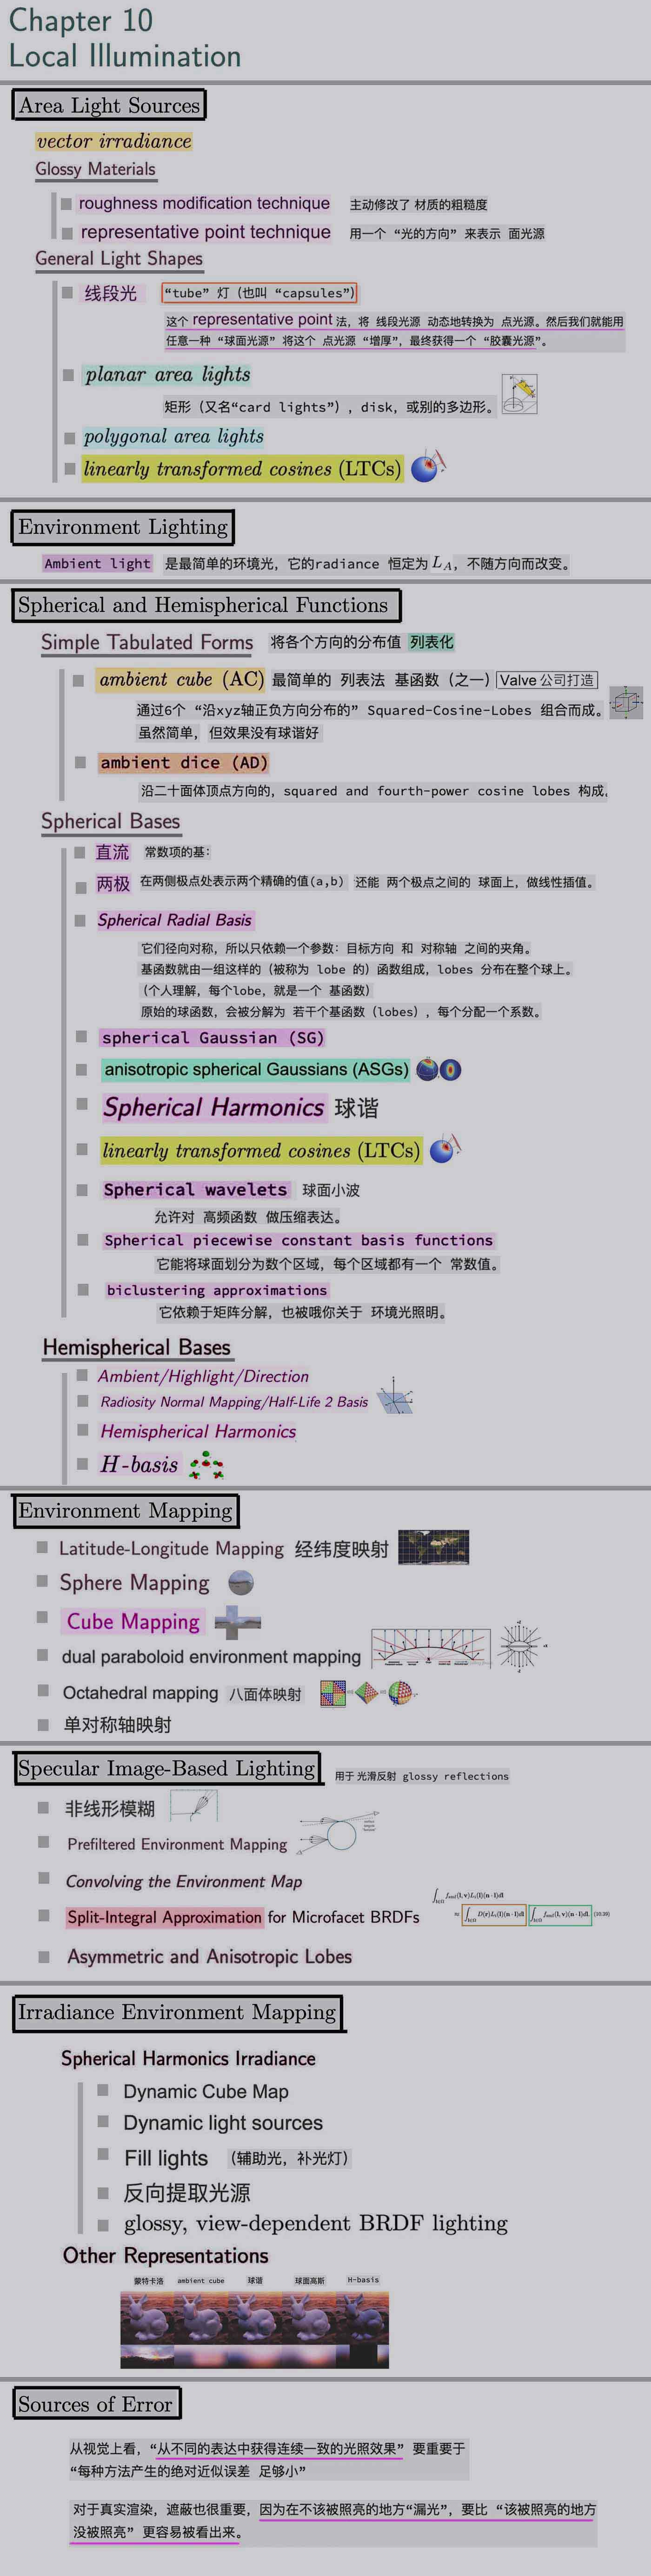 Chapter 10
Local Illumination
Area Light Sources
vector irradiance
Glossy Materials
roughness modification technique 主动修改了 材质的粗糙度
representative point technique 用一个 “光的方向” 来表示 面光源
General Light Shapes
线段光 “tube” 灯（也叫 “capsules”）
这个 representative point 法，将 线段光源 动态地转换为 点光源。然后我们就能用
任意一种 “球面光源” 将这个 点光源 “增厚”，最终获得一个 “胶囊光源”。
planar area lights
矩形（又名“card lights”），disk，或别的多边形。
polygonal area lights
linearly transformed cosines (LTCs)
Environment Lighting
Ambient light 是最简单的环境光，它的radiance 恒定为 L_A，不随方向而改变。
Spherical and Hemispherical Functions
Simple Tabulated Forms 将各个方向的分布值 列表化
ambient cube (AC) 最简单的 列表法 基函数（之一） Valve 公司打造
通过6个 “沿xyz轴正负方向分布的” Squared-Cosine-Lobes 组合而成。
虽然简单，但效果没有球谐好
ambient dice (AD)
沿二十面体顶点方向的，squared and fourth-power cosine lobes 构成.
Spherical Bases
直流 常数项的基：
两极 在两侧极点处表示两个精确的值(a,b) 还能 两个极点之间的 球面上，做线性插值。
Spherical Radial Basis
它们径向对称，所以只依赖一个参数：目标方向 和 对称轴 之间的夹角。
基函数就由一组这样的（被称为 lobe 的）函数组成，lobes 分布在整个球上。
（个人理解，每个lobe，就是一个 基函数）
原始的球函数，会被分解为 若干个基函数（lobes），每个分配一个系数。
spherical Gaussian (SG)
anisotropic spherical Gaussians (ASGs)
Spherical Harmonics 球谐
linearly transformed cosines (LTCs)
Spherical wavelets 球面小波
允许对 高频函数 做压缩表达。
Spherical piecewise constant basis functions
它能将球面划分为数个区域，每个区域都有一个 常数值。
biclustering approximations
它依赖于矩阵分解，也被哦你关于 环境光照明。
Hemispherical Bases
Ambient/Highlight/Direction
Radiosity Normal Mapping/Half-Life 2 Basis
Hemispherical Harmonics
H-basis
Environment Mapping
Latitude-Longitude Mapping 经纬度映射
Sphere Mapping
Cube Mapping
dual paraboloid environment mapping
Octahedral mapping 八面体映射
单对称轴映射
Specular Image-Based Lighting 用于 光滑反射 glossy reflections
非线形模糊
Prefiltered Environment Mapping
Convolving the Environment Map
Split-Integral Approximation for Microfacet BRDFs
Asymmetric and Anisotropic Lobes
Irradiance Environment Mapping
Spherical Harmonics Irradiance
Dynamic Cube Map
Dynamic light sources
Fill lights （辅助光，补光灯）
反向提取光源
glossy, view-dependent BRDF lighting
Other Representations
蒙特卡洛 ambient cube 球谐 球面高斯 H-basis
Sources of Error
从视觉上看，“从不同的表达中获得连续一致的光照效果” 要重要于
“每种方法产生的绝对近似误差 足够小”
对于真实渲染，遮蔽也很重要，因为在不该被照亮的地方“漏光”，要比 “该被照亮的地方
没被照亮” 更容易被看出来。